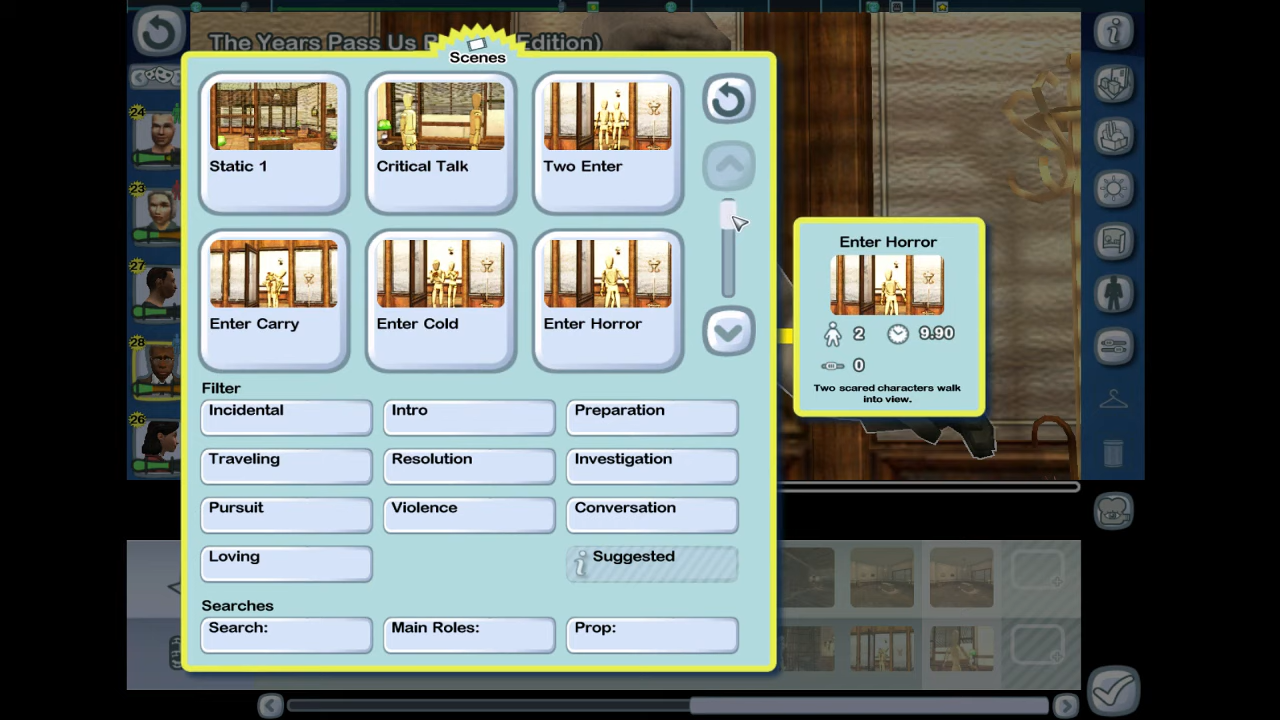 The Years Pass Us
Edition)
Scenes
Static 1
Critical Talk
Two Enter
Enter Carry
Enter Cold
Enter Horror
Filter
Incidental
Intro
Preparation
Traveling
Resolution
Investigation
Pursuit
Violence
Conversation
Loving
Suggested
Searches
Search:
Main Roles:
Prop:
Enter Horror
2
9.90
0
Two scared characters walk
into view.
24
23
27
28
26